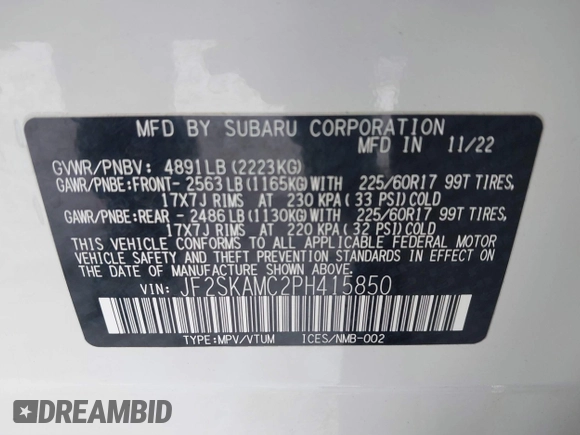 MFD BY SUBARU CORPORATION
MFD IN 11/22
GVWR/PNBV: 4891LB (2223KG)
GAWR/PNBE:FRONT- 2563LB (1165KG)WITH 225/60R17 99T TIRES,
17X7J RIMS AT 230 KPA (33 PSI)COLD
GAWR/PNBE:REAR - 2486LB (1130KG)WITH 225/60R17 99T TIRES,
17X7J RIMS AT 220 KPA (32 PSI)COLD
THIS VEHICLE CONFORMS TO ALL APPLICABLE FEDERAL MOTOR
VEHICLE SAFETY AND THEFT PREVENTION STANDARDS IN EFFECT
ON THE DATE OF MANUFACTURE SHOWN ABOVE.
VIN: JF2SKAMC2PH415850
TYPE:MPV/VTUM ICES/NMB-002
DREAMBID